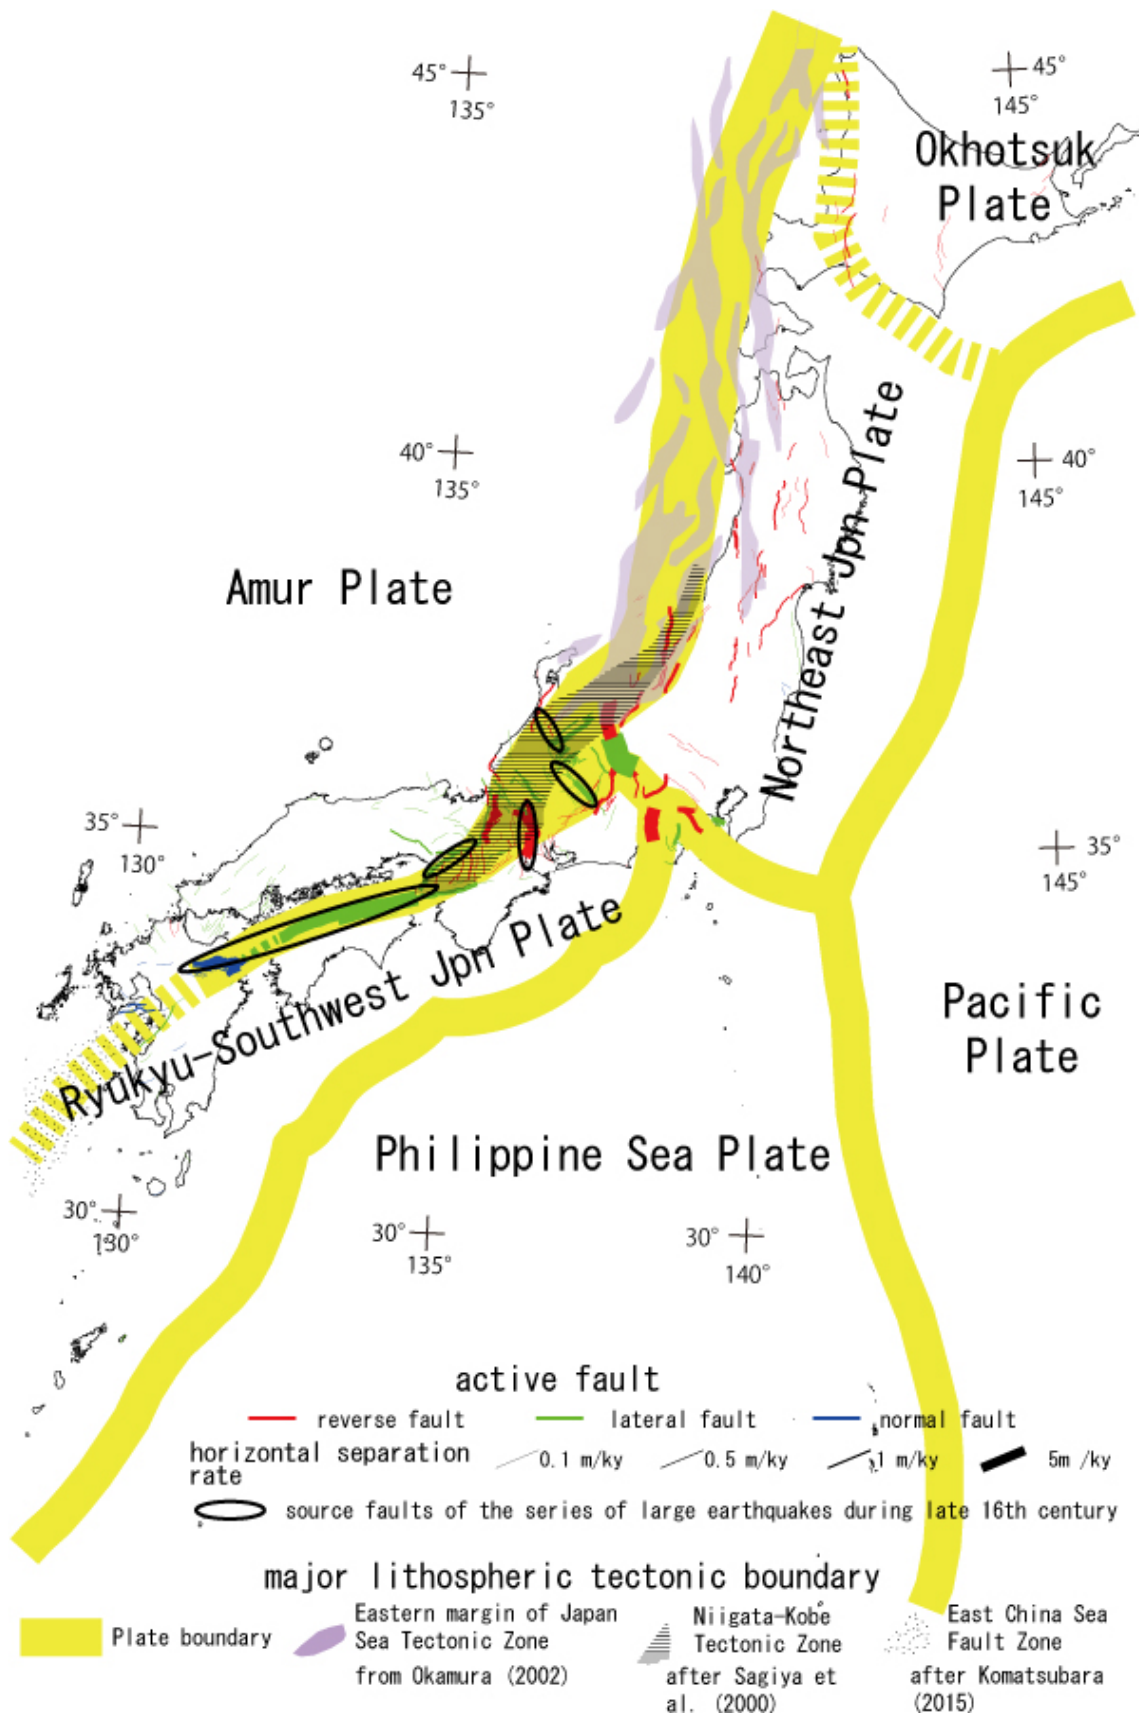 45°
135°
45°
145°
Okhotsuk
Plate
40°
135°
40°
145°
Amur Plate
Northeast Jpn Plate
35°
130°
35°
145°
Ryukyu-Southwest Jpn Plate
Pacific
Plate
Philippine Sea Plate
30°
130°
30°
135°
30°
140°
active fault
reverse fault
lateral fault
normal fault
horizontal separation
rate
0.1 m/ky
0.5 m/ky
1 m/ky
5m /ky
source faults of the series of large earthquakes during late 16th century
major lithospheric tectonic boundary
Plate boundary
Eastern margin of Japan
Sea Tectonic Zone
from Okamura (2002)
Niigata-Kobe
Tectonic Zone
after Sagiya et
al. (2000)
East China Sea
Fault Zone
after Komatsubara
(2015)